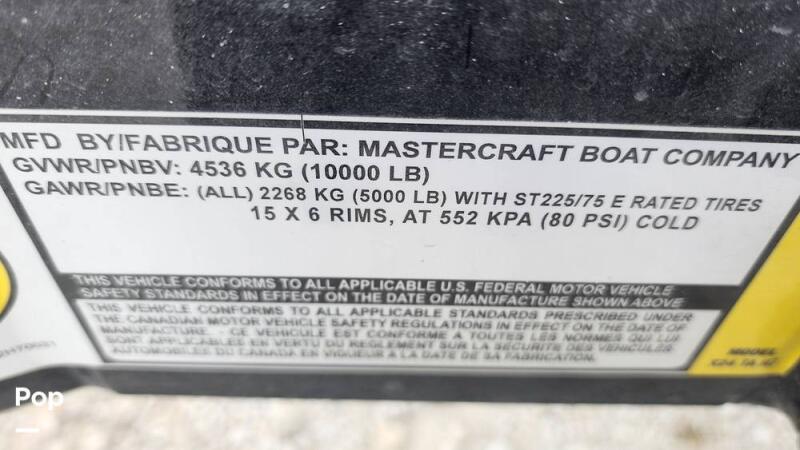 MFD BY/FABRIQUE PAR: MASTERCRAFT BOAT COMPANY
GVWR/PNBV: 4536 KG (10000 LB)
GAWR/PNBE: (ALL) 2268 KG (5000 LB) WITH ST225/75 E RATED TIRES
15 X 6 RIMS, AT 552 KPA (80 PSI) COLD
THIS VEHICLE CONFORMS TO ALL APPLICABLE U.S. FEDERAL MOTOR VEHICLE
SAFETY STANDARDS IN EFFECT ON THE DATE OF MANUFACTURE SHOWN ABOVE
THIS VEHICLE CONFORMS TO ALL APPLICABLE STANDARDS PRESCRIBED UNDER
THE CANADIAN MOTOR VEHICLE SAFETY REGULATIONS IN EFFECT ON THE DATE OF
MANUFACTURE. / CE VEHICULE EST CONFORME A TOUTES LES NORMES QUI LUI
SONT APPLICABLES EN VERTU DU REGLEMENT SUR LA SECURITE DES VEHICULES
AUTOMOBILES DU CANADA EN VIGUEUR A LA DATE DE SA FABRICATION.
MODEL
Pop